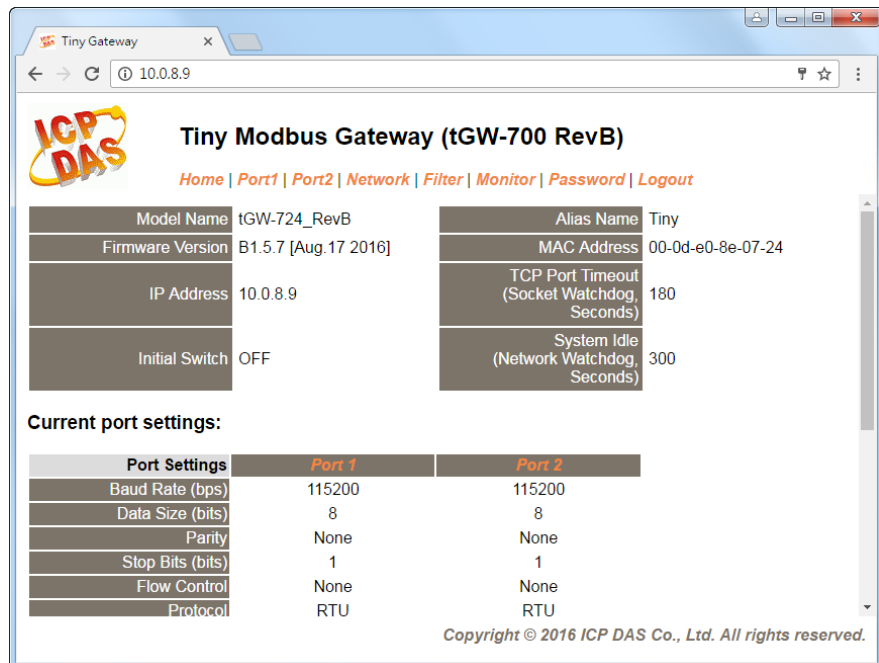 Tiny Gateway
10.0.8.9
ICP
DAS
Tiny Modbus Gateway (tGW-700 RevB)
Home | Port1 | Port2 | Network | Filter | Monitor | Password | Logout
Model Name tGW-724_RevB Alias Name Tiny
Firmware Version B1.5.7 [Aug.17 2016] MAC Address 00-0d-e0-8e-07-24
IP Address 10.0.8.9 TCP Port Timeout
(Socket Watchdog,
Seconds) 180
Initial Switch OFF System Idle
(Network Watchdog,
Seconds) 300
Current port settings:
Port Settings Port 1 Port 2
Baud Rate (bps) 115200 115200
Data Size (bits) 8 8
Parity None None
Stop Bits (bits) 1 1
Flow Control None None
Protocol RTU RTU
Copyright © 2016 ICP DAS Co., Ltd. All rights reserved.